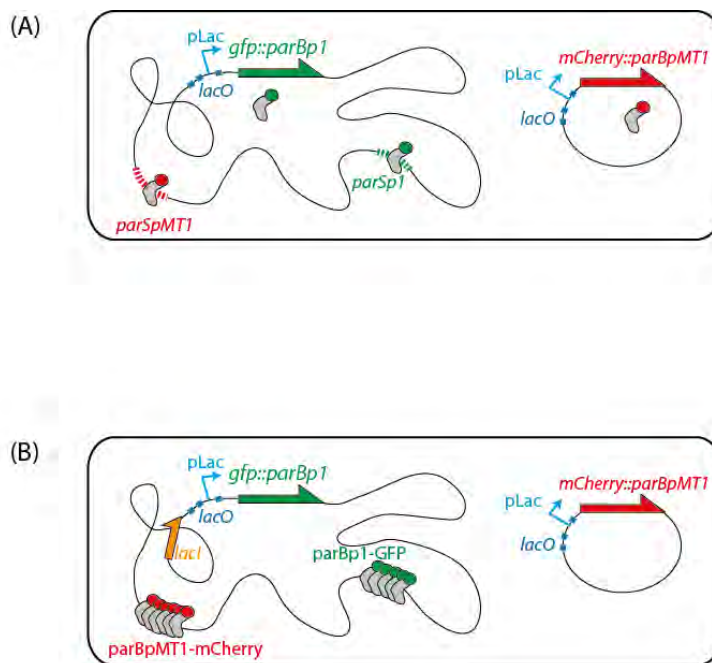 (A)
pLac
gfp::parBp1
lacO
parSp1
parSpMT1
mCherry::parBpMT1
pLac
lacO
(B)
pLac
gfp::parBp1
lacO
lacI
parBp1-GFP
parBpMT1-mCherry
mCherry::parBpMT1
pLac
lacO